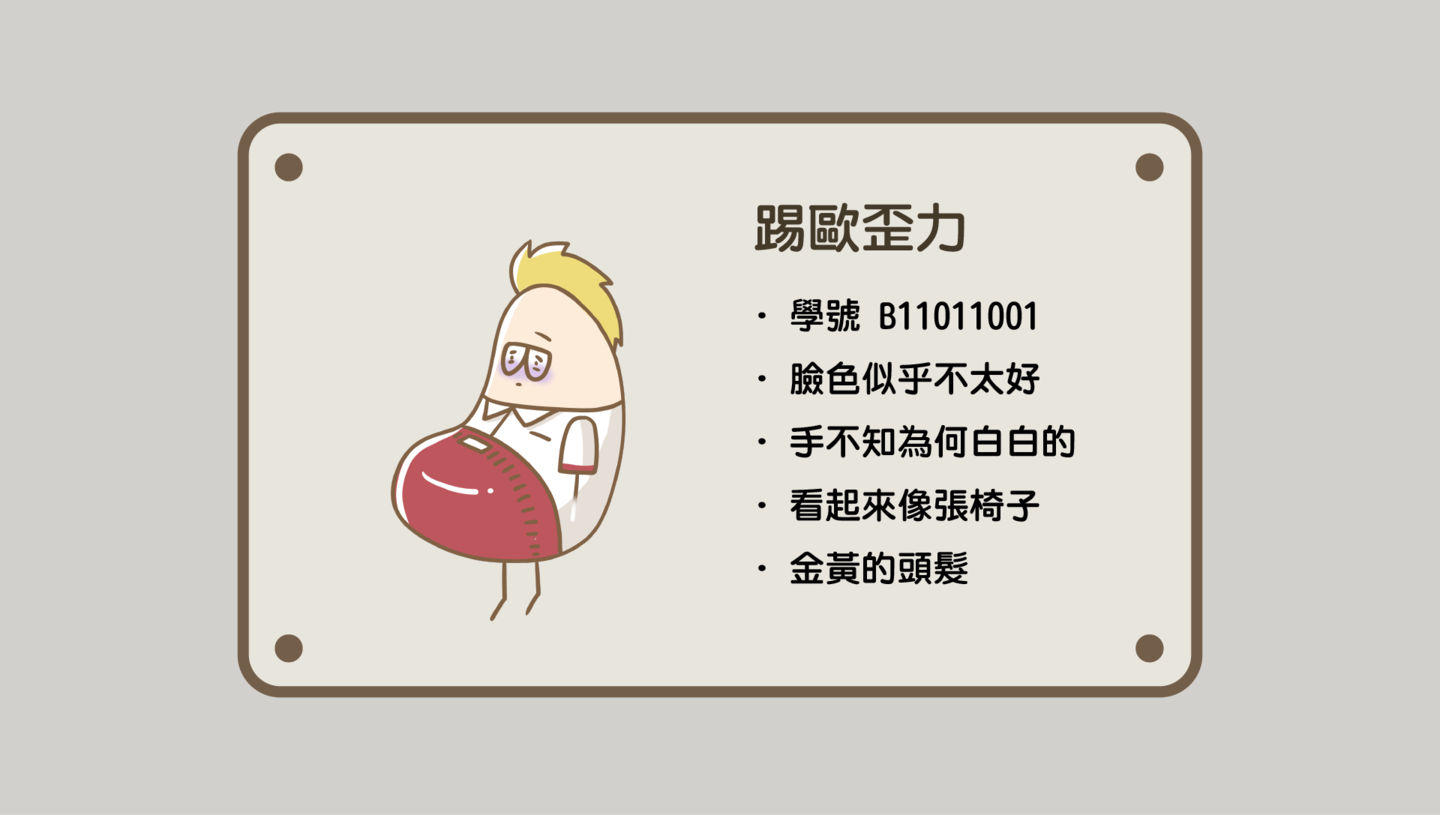 踢歐歪力
· 學號 B11011001
· 臉色似乎不太好
· 手不知為何白白的
· 看起來像張椅子
· 金黃的頭髮